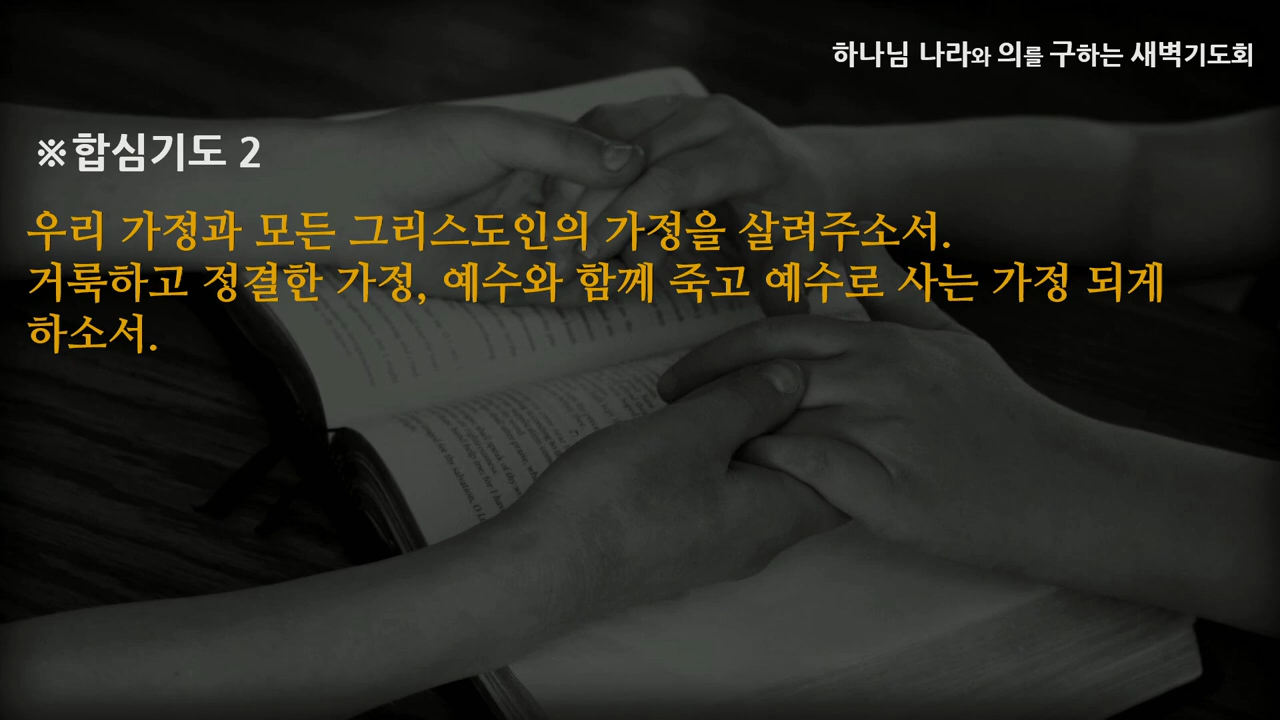 하나님 나라와 의를 구하는 새벽기도회
※합심기도 2
우리 가정과 모든 그리스도인의 가정을 살려주소서.
거룩하고 정결한 가정, 예수와 함께 죽고 예수로 사는 가정 되게
하소서.